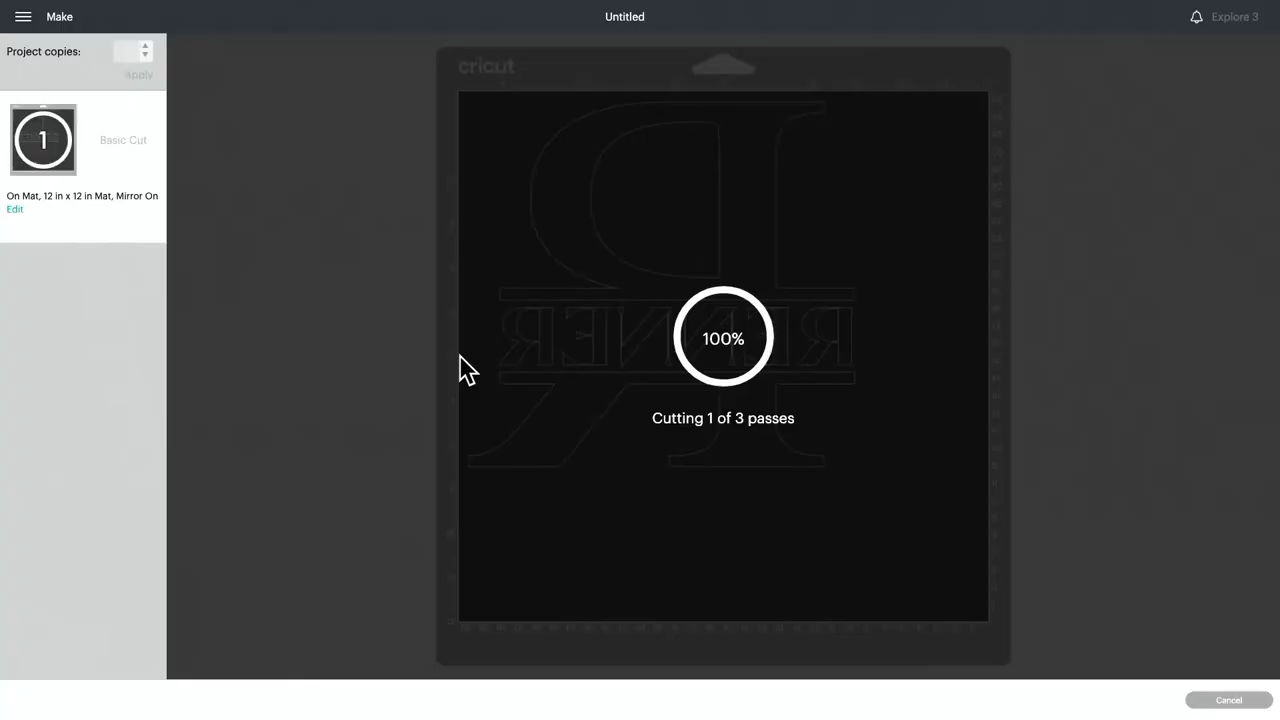 Make
Untitled
Explore 3
Project copies:
Apply
1
Basic Cut
On Mat, 12 in x 12 in Mat, Mirror On
Edit
cricut
R
RENNER
100%
Cutting 1 of 3 passes
Cancel